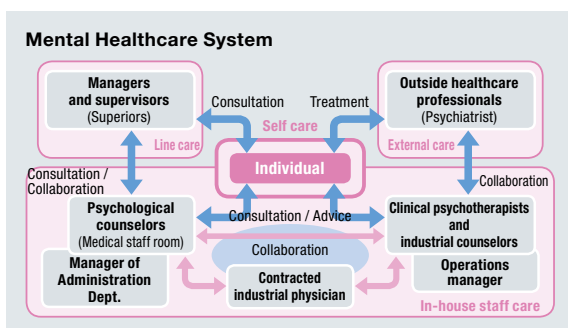 Mental Healthcare System
Managers
and supervisors
(Superiors)
Line care
Consultation
Treatment
Outside healthcare
professionals
(Psychiatrist)
External care
Self care
Individual
Consultation /
Collaboration
Collaboration
Consultation / Advice
Psychological
counselors
(Medical staff room)
Manager of
Administration
Dept.
Collaboration
Contracted
industrial physician
Clinical psychotherapists
and
industrial counselors
Operations
manager
In-house staff care